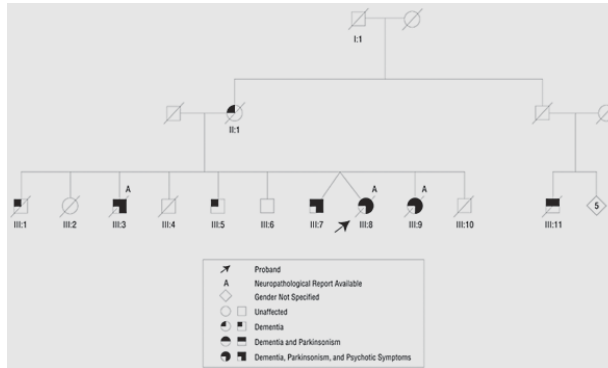 I:1
II:1
A A A
III:1 III:2 III:3 III:4 III:5 III:6 III:7 III:8 III:9 III:10 III:11
5
Proband
A Neuropathological Report Available
Gender Not Specified
Unaffected
Dementia
Dementia and Parkinsonism
Dementia, Parkinsonism, and Psychotic Symptoms